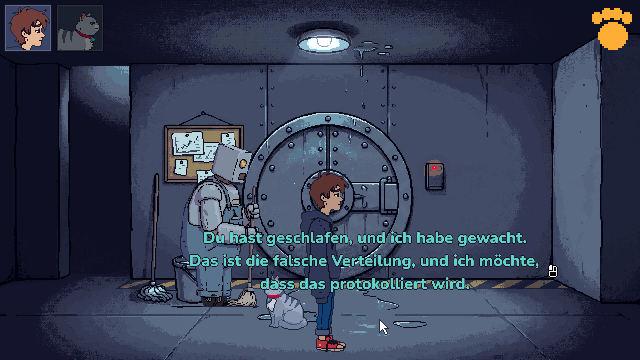 Du hast geschlafen, und ich habe gewacht.
Das ist die falsche Verteilung, und ich möchte,
dass das protokolliert wird.